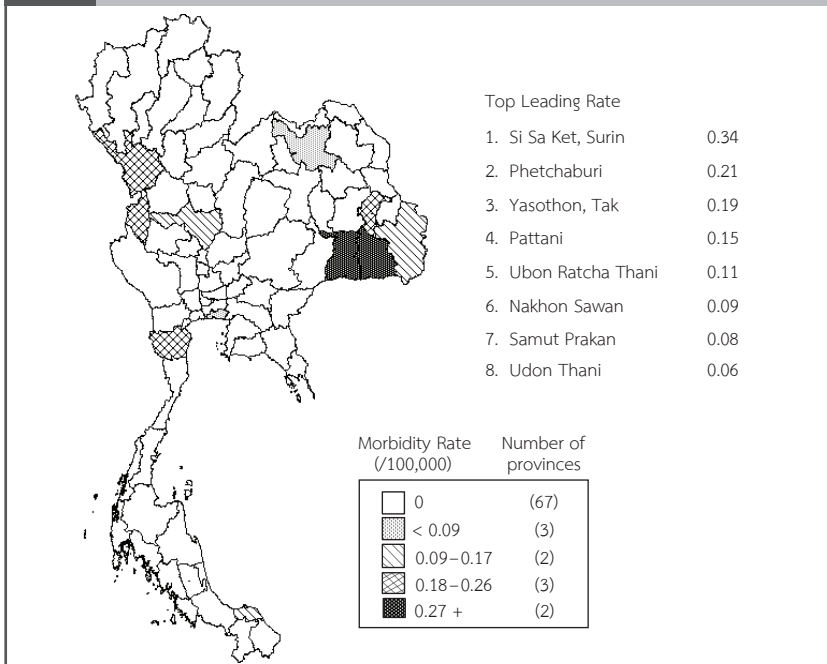 Top Leading Rate
1. Si Sa Ket, Surin 0.34
2. Phetchaburi 0.21
3. Yasothon, Tak 0.19
4. Pattani 0.15
5. Ubon Ratcha Thani 0.11
6. Nakhon Sawan 0.09
7. Samut Prakan 0.08
8. Udon Thani 0.06
Morbidity Rate Number of
(/100,000) provinces
0 (67)
< 0.09 (3)
0.09–0.17 (2)
0.18–0.26 (3)
0.27 + (2)